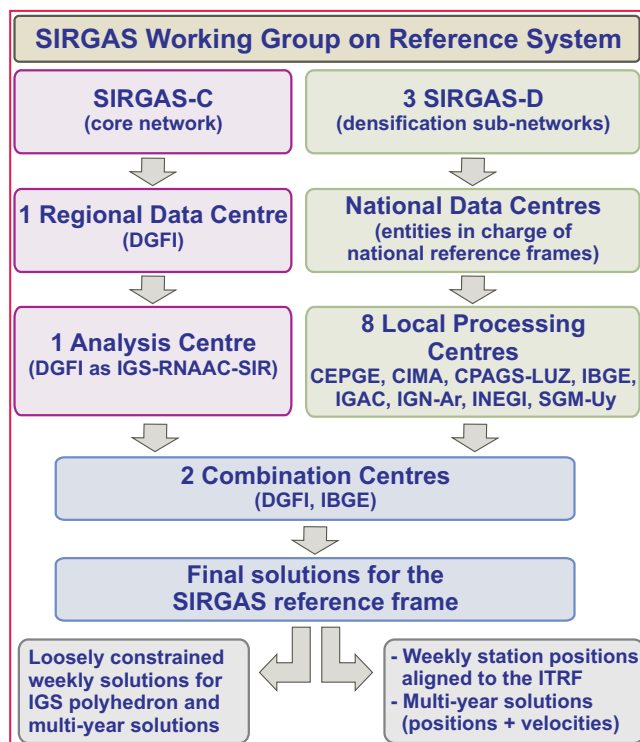 SIRGAS Working Group on Reference System
SIRGAS-C
(core network)
3 SIRGAS-D
(densification sub-networks)
1 Regional Data Centre
(DGFI)
National Data Centres
(entities in charge of
national reference frames)
1 Analysis Centre
(DGFI as IGS-RNAAC-SIR)
8 Local Processing
Centres
CEPGE, CIMA, CPAGS-LUZ, IBGE,
IGAC, IGN-Ar, INEGI, SGM-Uy
2 Combination Centres
(DGFI, IBGE)
Final solutions for the
SIRGAS reference frame
Loosely constrained
weekly solutions for
IGS polyhedron and
multi-year solutions
- Weekly station positions
aligned to the ITRF
- Multi-year solutions
(positions + velocities)